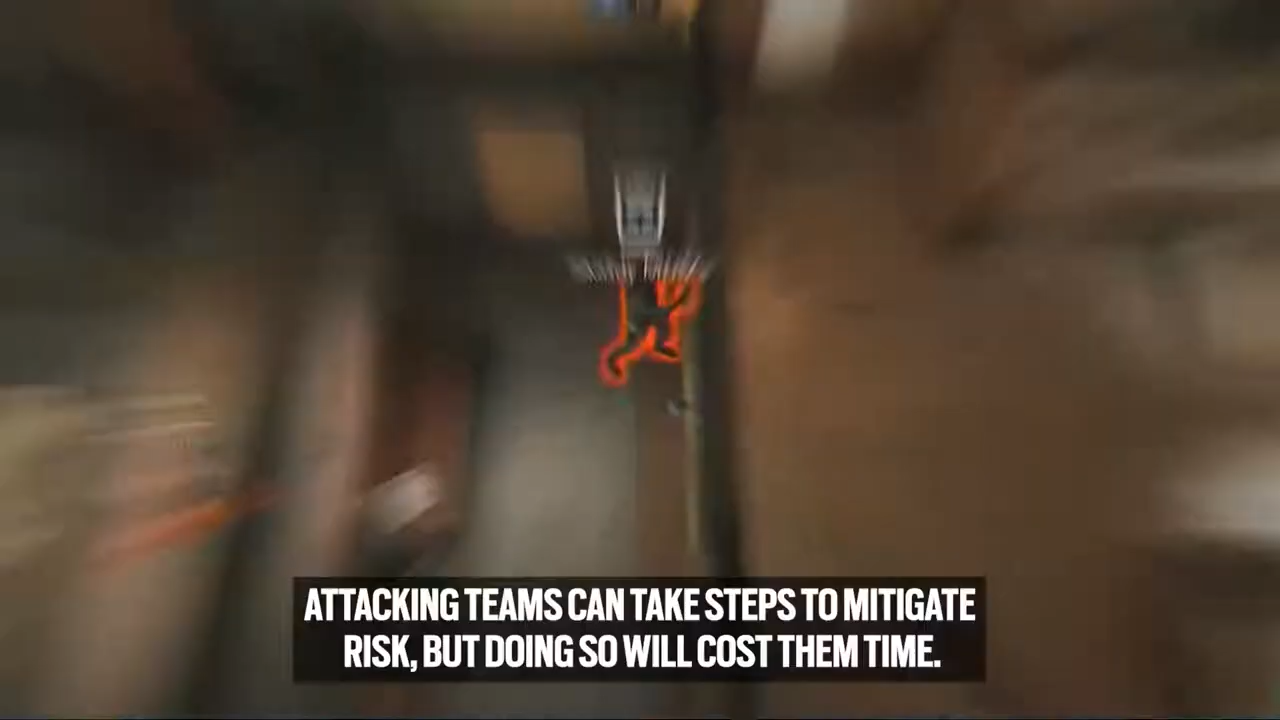 ATTACKING TEAMS CAN TAKE STEPS TO MITIGATE
RISK, BUT DOING SO WILL COST THEM TIME.